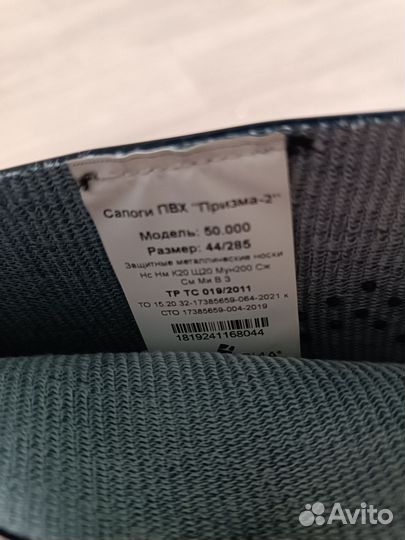 Сапоги ПВХ "Призма-2"
Модель: 50.000
Размер: 44/285
Защитные металлические носки
Нс Нм К20 Щ20 Мун200 Сж
См Ми В Э
ТР ТС 019/2011
ТО 15.20.32-17385659-064-2021 к
СТО 17385659-004-2019
1819241168044
Avito